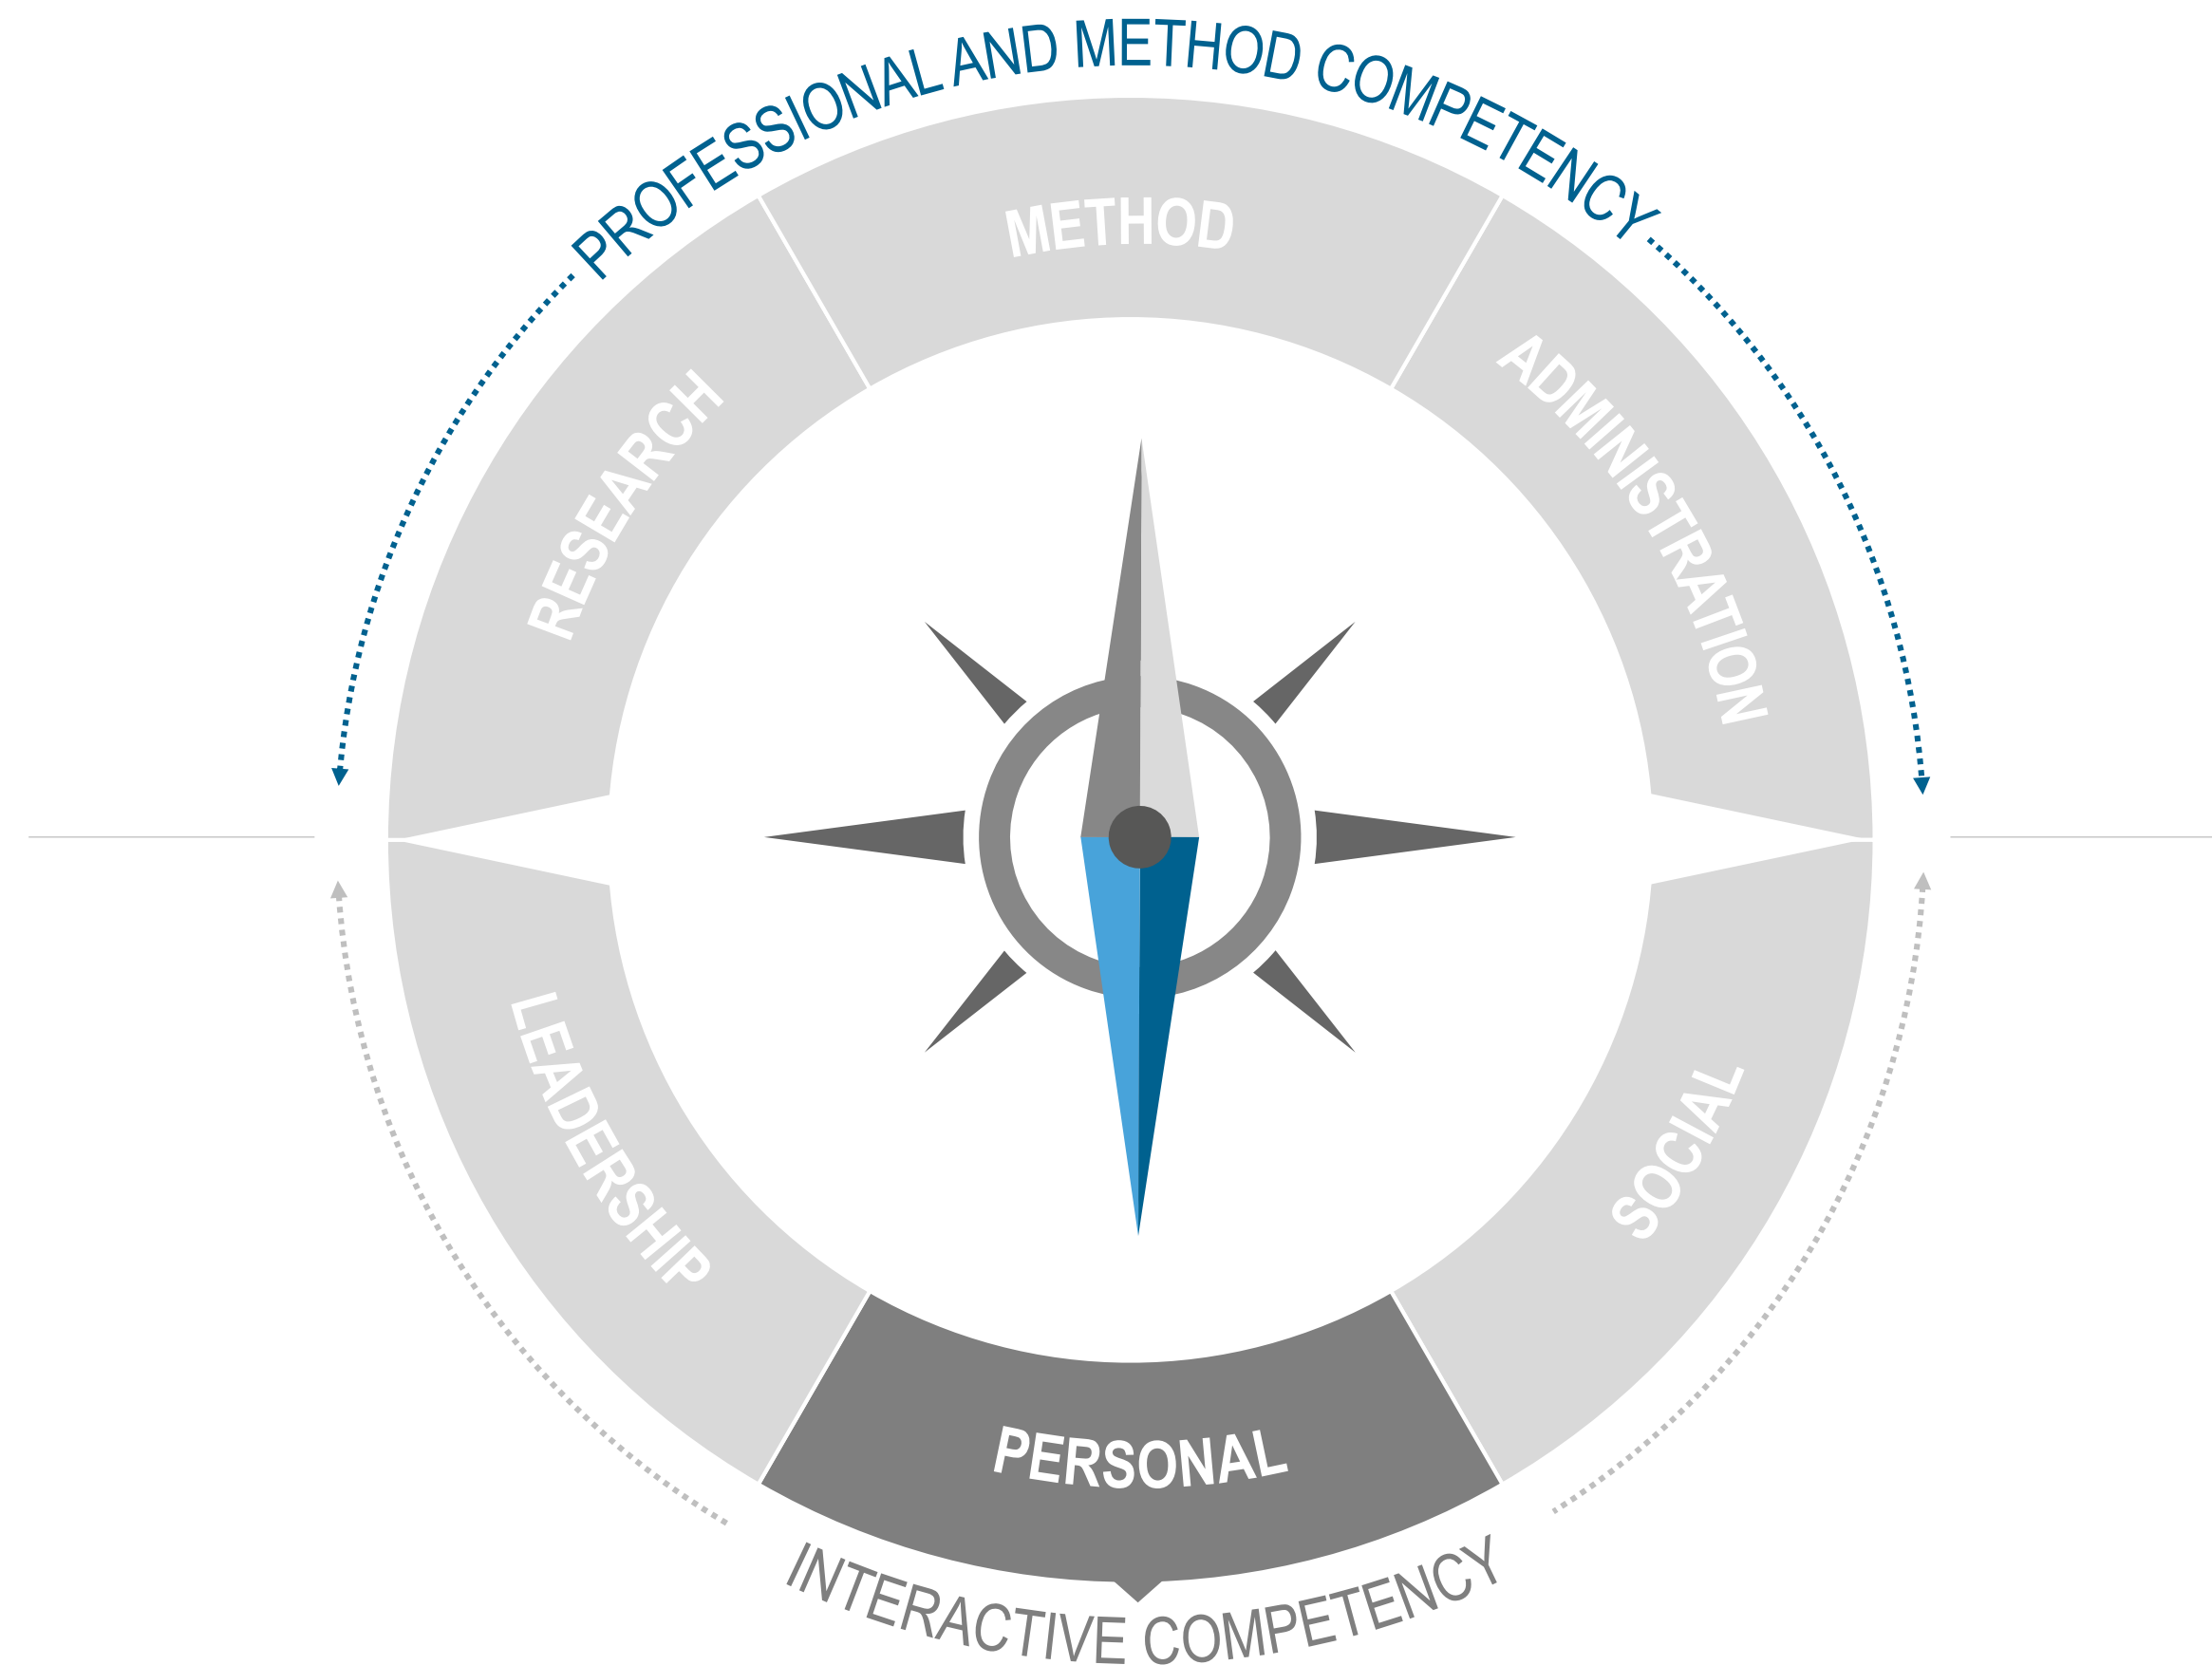 PROFESSIONAL AND METHOD COMPETENCY
METHOD
RESEARCH
ADMINISTRATION
LEADERSHIP
SOCIAL
PERSONAL
INTERACTIVE COMPETENCY